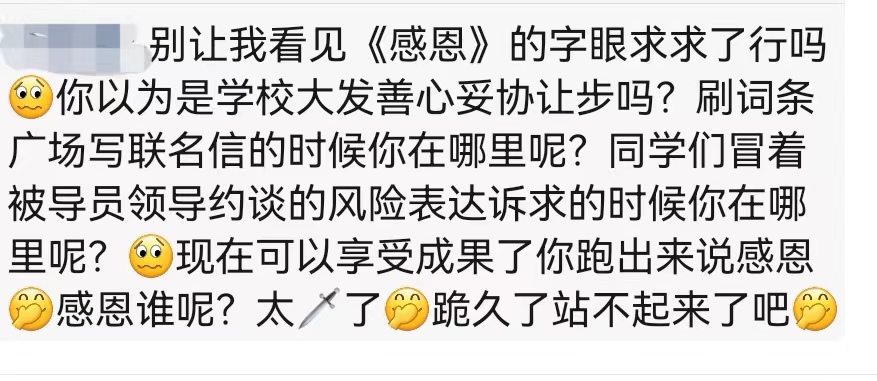 别让我看见《感恩》的字眼求求了行吗
😟你以为是学校大发善心妥协让步吗？刷词条
广场写联名信的时候你在哪里呢？同学们冒着
被导员领导约谈的风险表达诉求的时候你在哪
里呢？😟现在可以享受成果了你跑出来说感恩
🤭感恩谁呢？太🗡了🤭跪久了站不起来了吧🤭